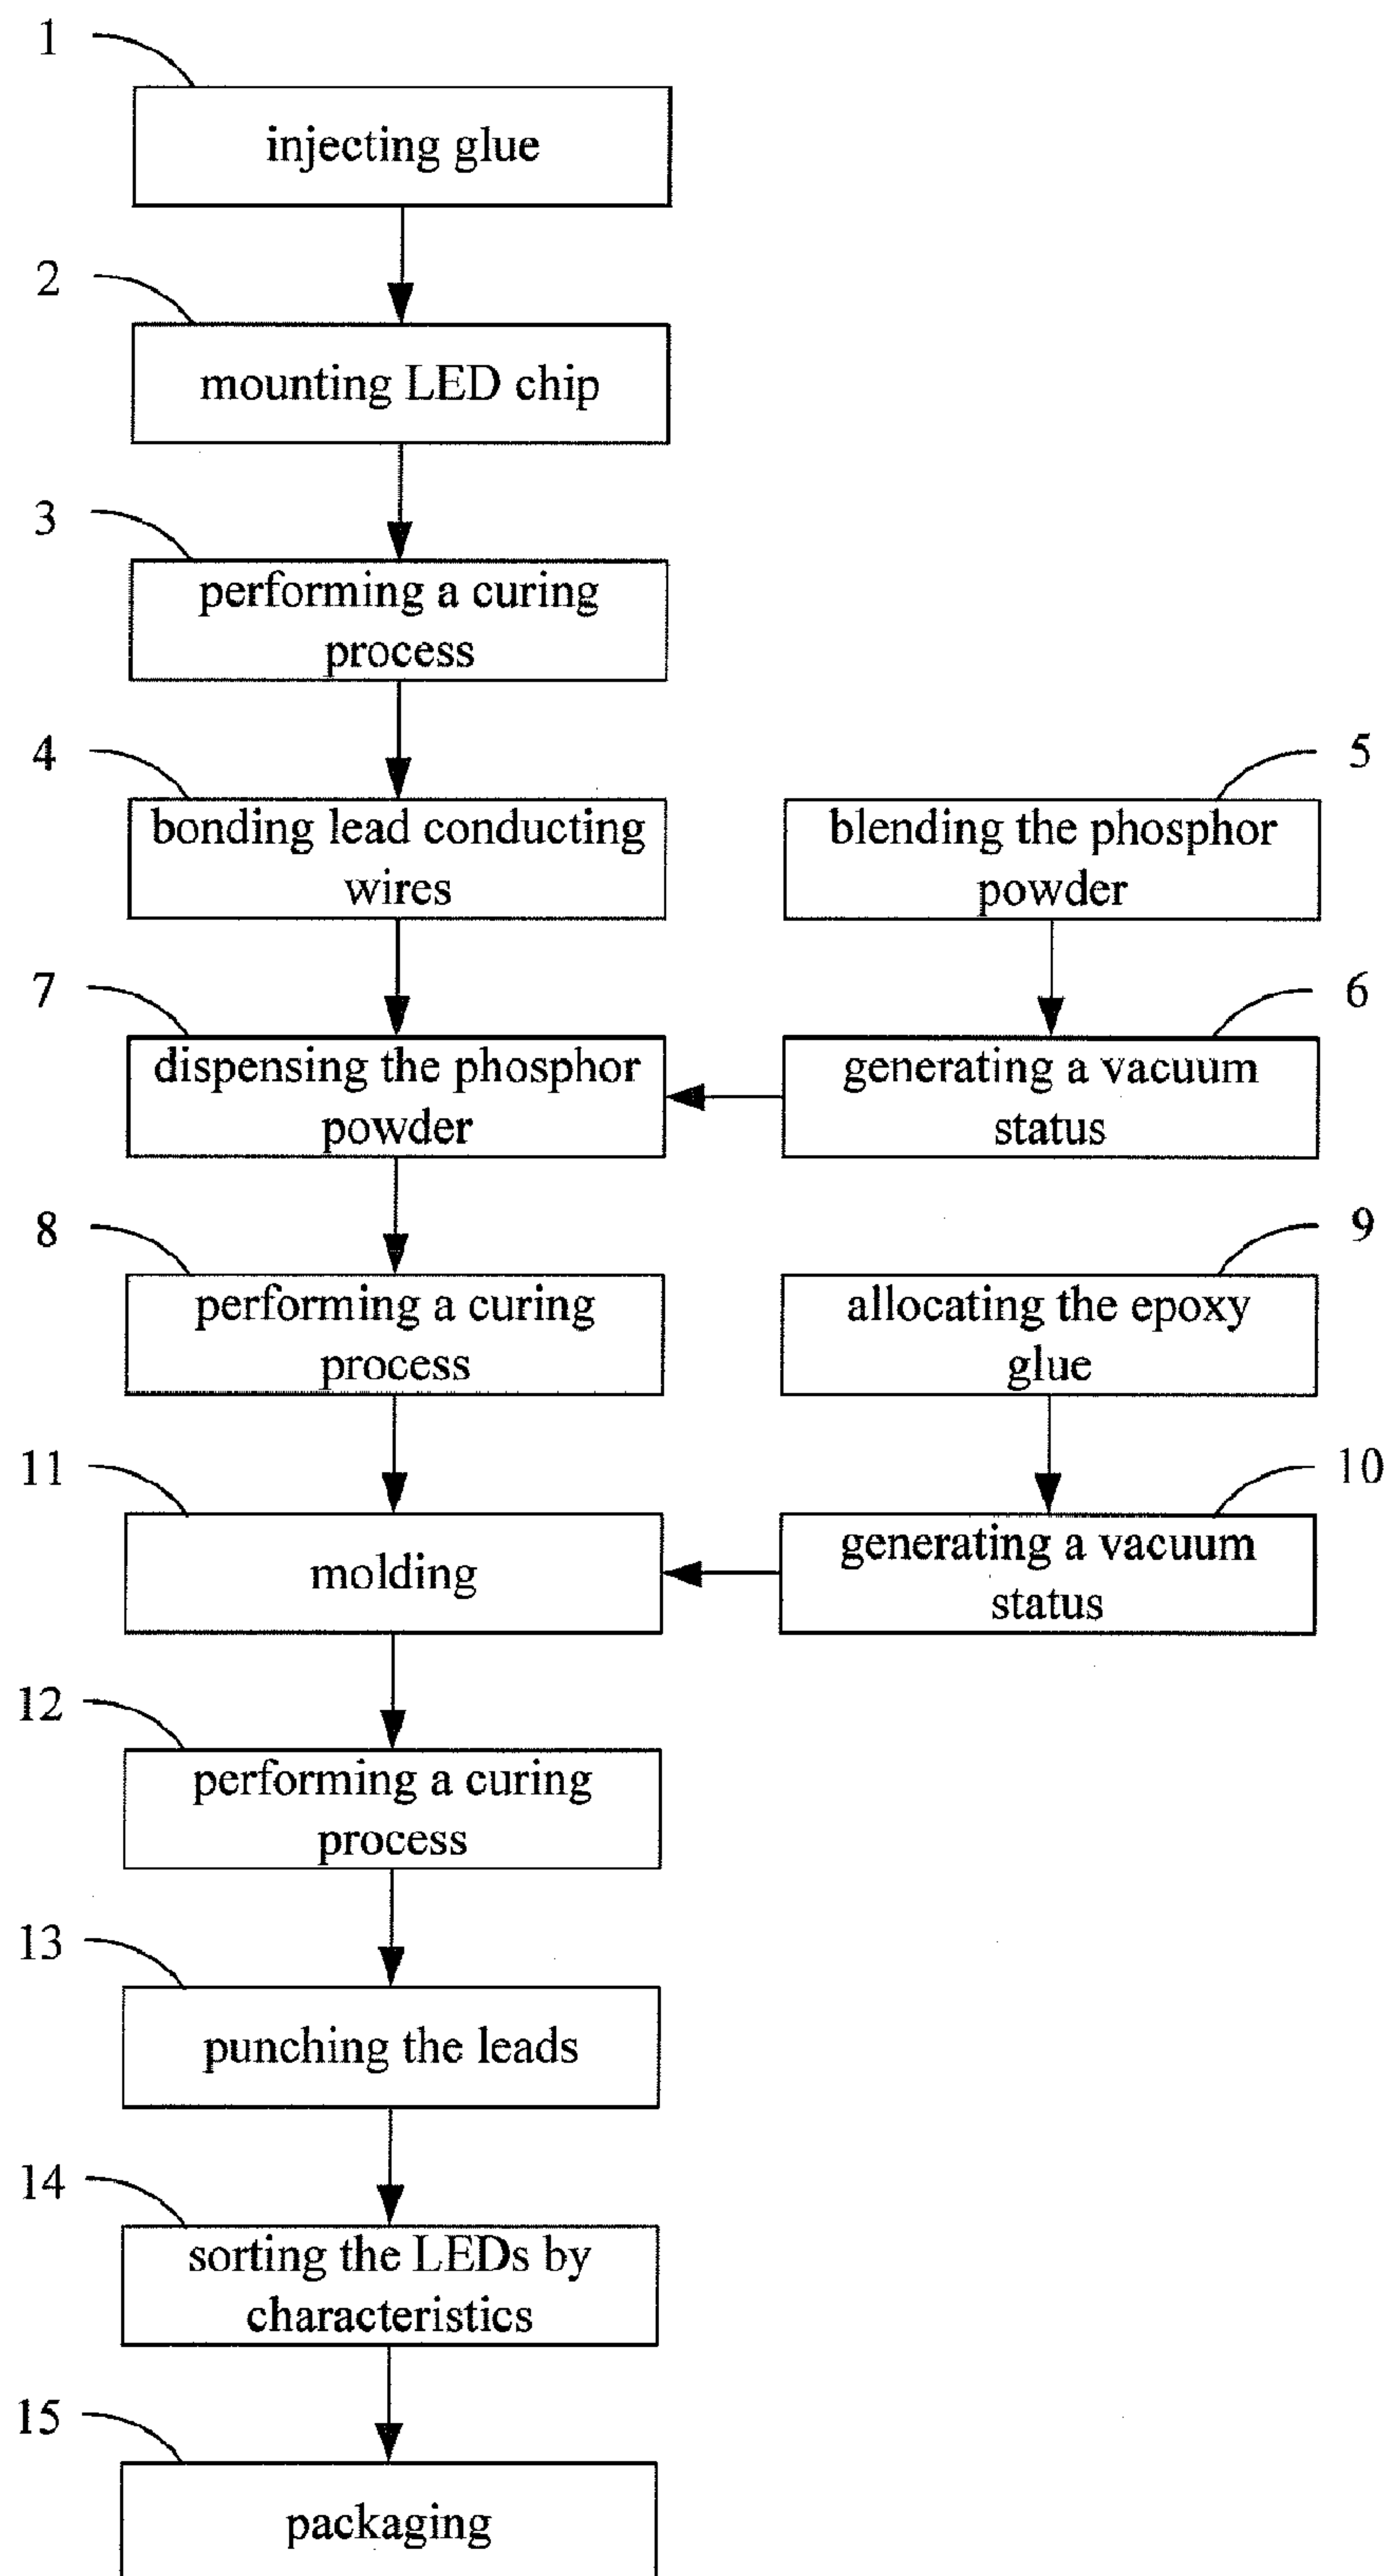 1
injecting glue
2
mounting LED chip
3
performing a curing
process
4
bonding lead conducting
wires
5
blending the phosphor
powder
7
dispensing the phosphor
powder
6
generating a vacuum
status
8
performing a curing
process
9
allocating the epoxy
glue
11
molding
10
generating a vacuum
status
12
performing a curing
process
13
punching the leads
14
sorting the LEDs by
characteristics
15
packaging